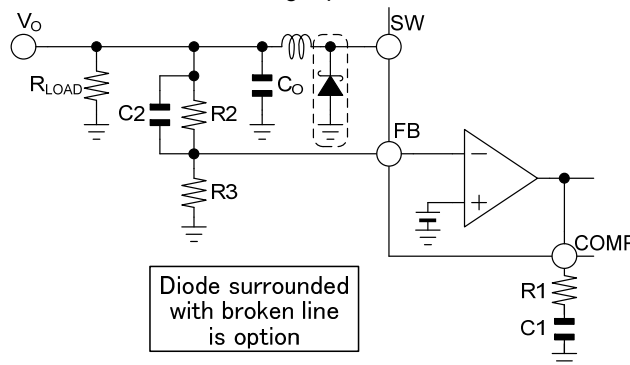 VO
SW
RLOAD
C2
R2
CO
FB
R3
−
+
COMP
R1
C1
Diode surrounded
with broken line
is option